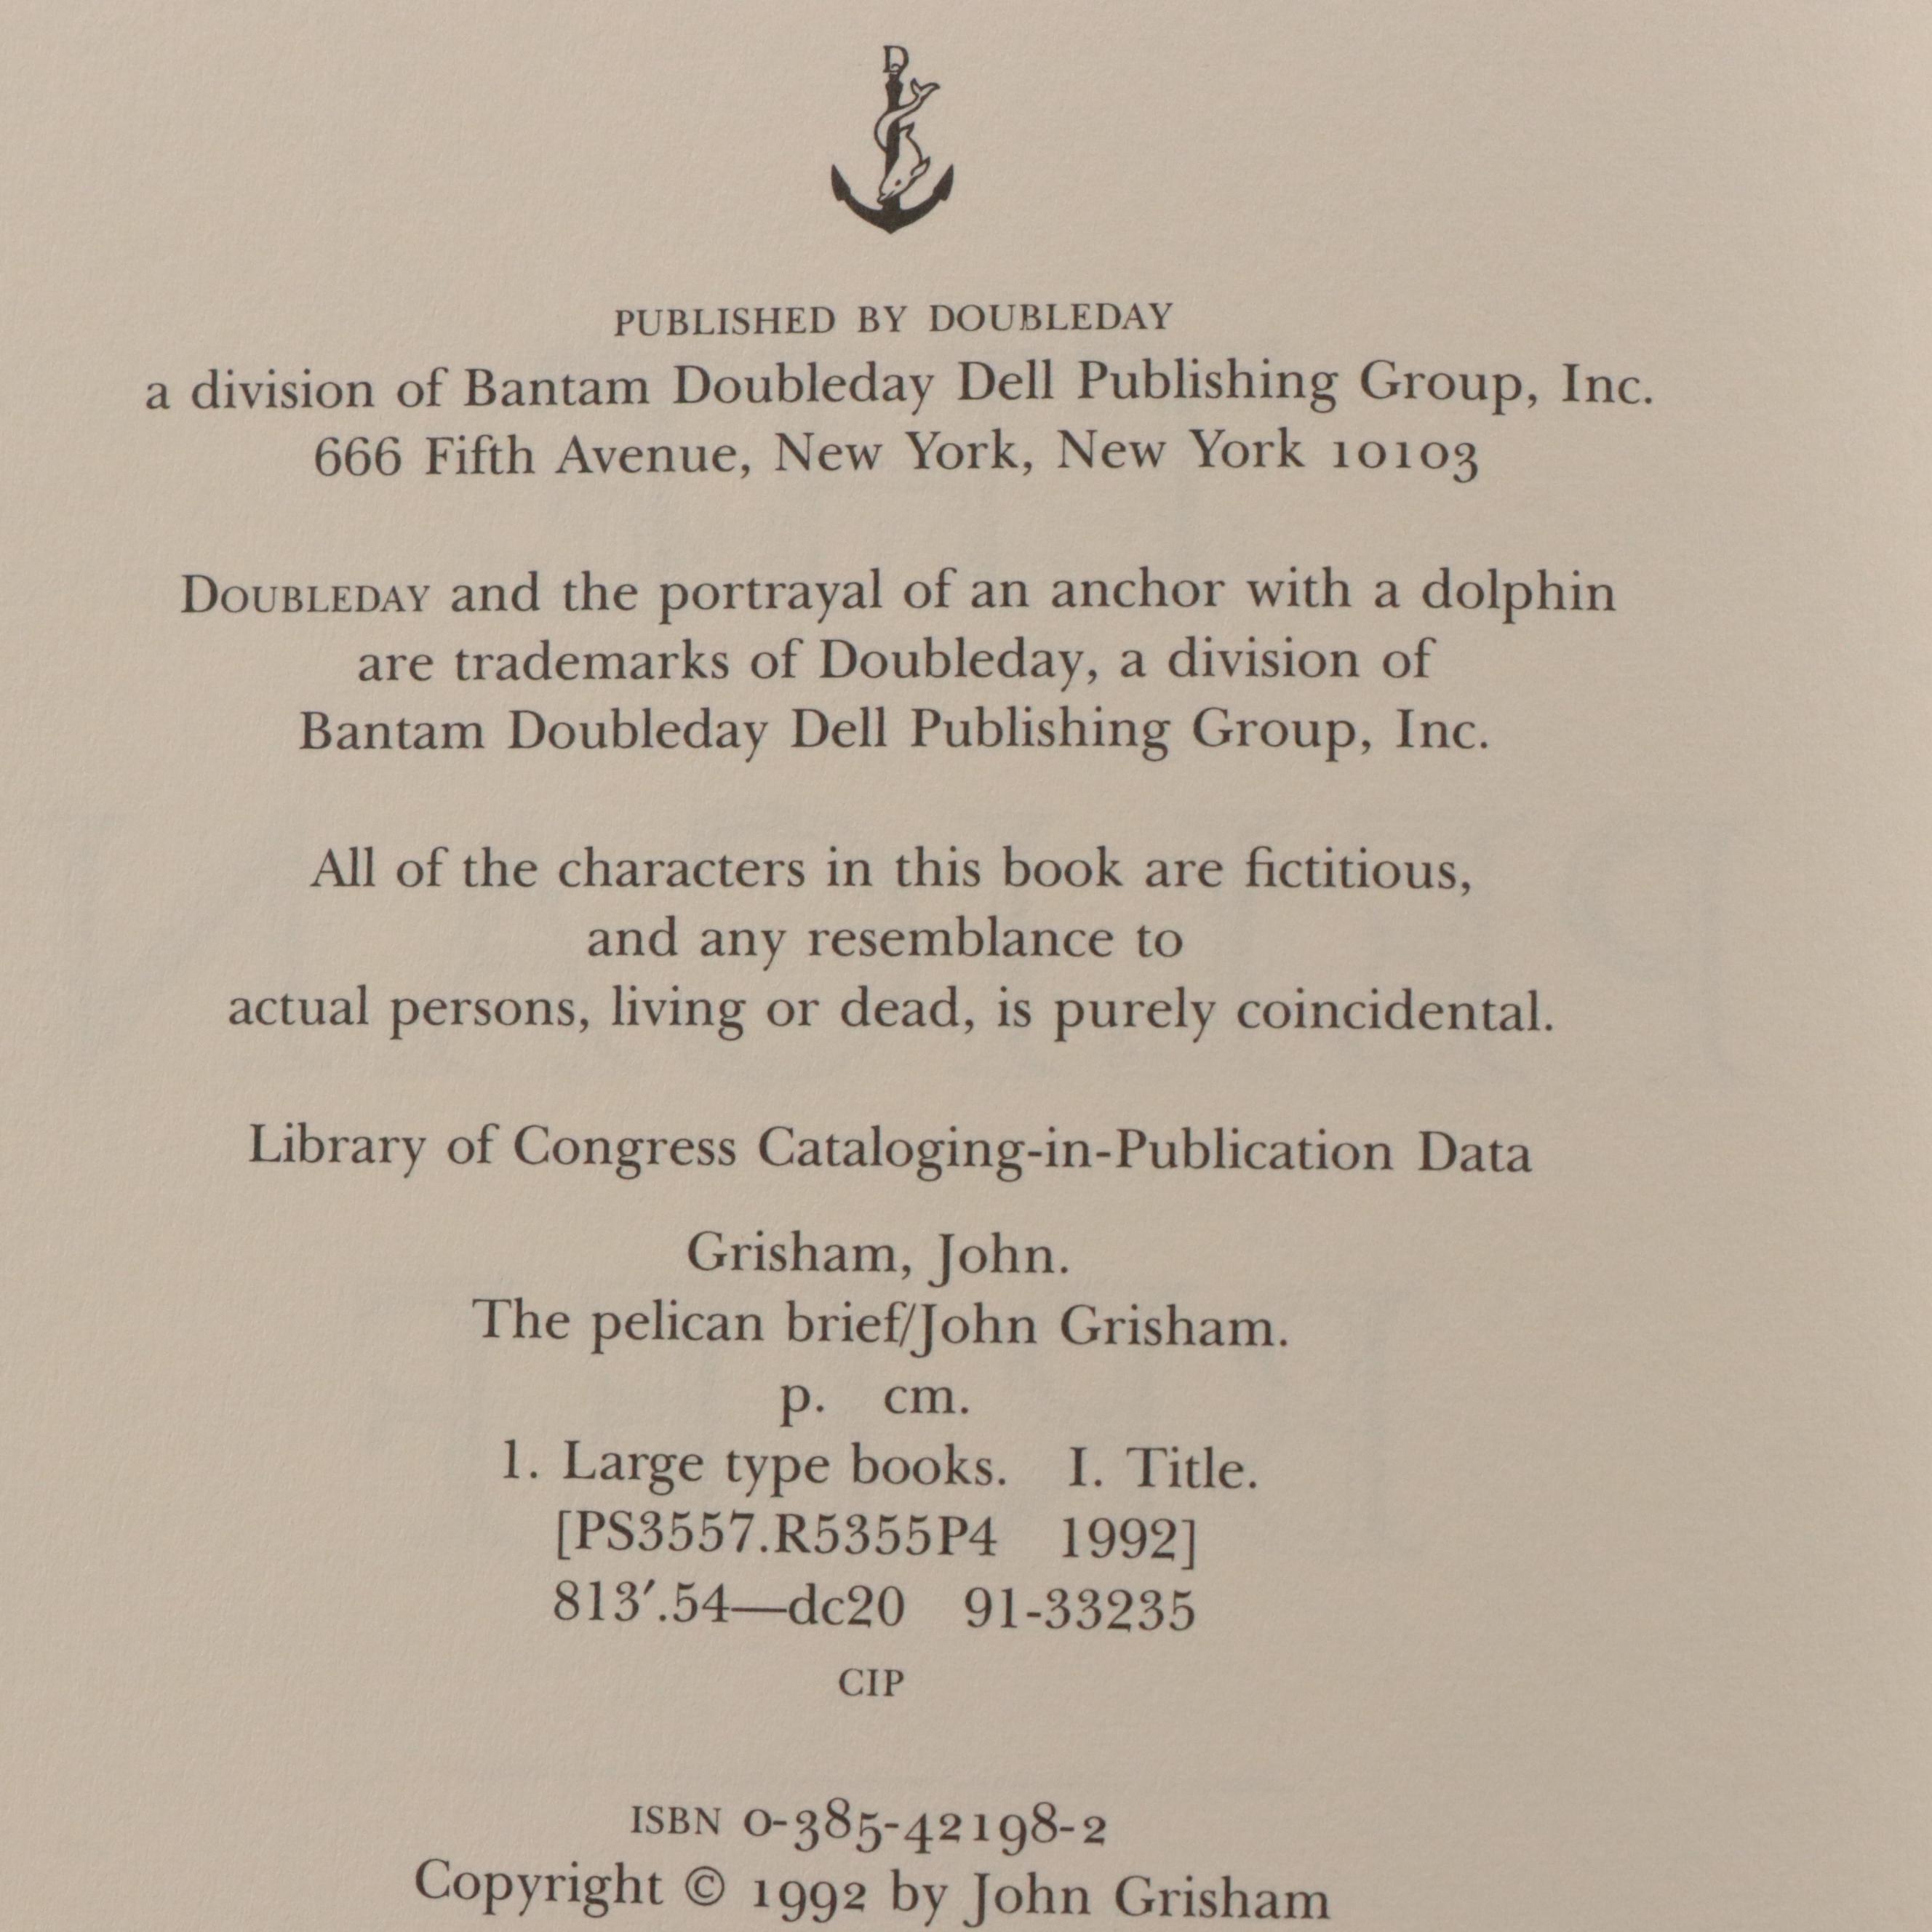 D
PUBLISHED BY DOUBLEDAY
a division of Bantam Doubleday Dell Publishing Group, Inc.
666 Fifth Avenue, New York, New York 10103
DOUBLEDAY and the portrayal of an anchor with a dolphin
are trademarks of Doubleday, a division of
Bantam Doubleday Dell Publishing Group, Inc.
All of the characters in this book are fictitious,
and any resemblance to
actual persons, living or dead, is purely coincidental.
Library of Congress Cataloging-in-Publication Data
Grisham, John.
The pelican brief/John Grisham.
p. cm.
1. Large type books. I. Title.
[PS3557.R5355P4 1992]
813′.54—dc20 91-33235
CIP
ISBN 0-385-42198-2
Copyright © 1992 by John Grisham